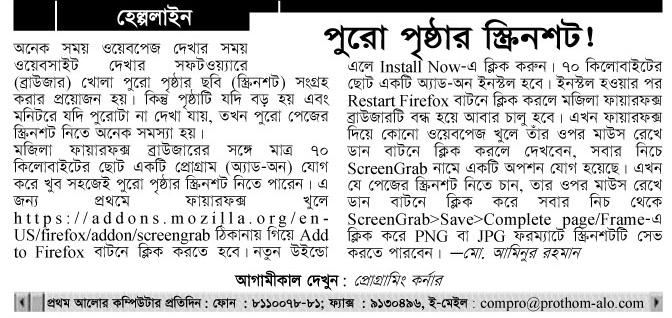 হেল্পলাইন
পুরো পৃষ্ঠার স্ক্রিনশট!
অনেক সময় ওয়েবপেজ দেখার সময়
ওয়েবসাইট দেখার সফটওয়্যারে
(ব্রাউজার) খোলা পুরো পৃষ্ঠার ছবি (স্ক্রিনশট) সংগ্রহ
করার প্রয়োজন হয়। কিন্তু পৃষ্ঠাটি যদি বড় হয় এবং
মনিটরে যদি পুরোটা না দেখা যায়, তখন পুরো পেজের
স্ক্রিনশট নিতে অনেক সমস্যা হয়।
মজিলা ফায়ারফক্স ব্রাউজারের সঙ্গে মাত্র ৭০
কিলোবাইটের ছোট একটি প্রোগ্রাম (অ্যাড-অন) যোগ
করে খুব সহজেই পুরো পৃষ্ঠার স্ক্রিনশট নিতে পারেন। এ
জন্য প্রথমে ফায়ারফক্স খুলে
https://addons.mozilla.org/en-
US/firefox/addon/screengrab ঠিকানায় গিয়ে Add
to Firefox বাটনে ক্লিক করতে হবে। নতুন উইন্ডো
এলে Install Now-এ ক্লিক করুন। ৭০ কিলোবাইটের
ছোট একটি অ্যাড-অন ইনস্টল হবে। ইনস্টল হওয়ার পর
Restart Firefox বাটনে ক্লিক করলে মজিলা ফায়ারফক্স
ব্রাউজারটি বন্ধ হয়ে আবার চালু হবে। এখন ফায়ারফক্স
দিয়ে কোনো ওয়েবপেজ খুলে তাঁর ওপর মাউস রেখে
ডান বাটনে ক্লিক করলে দেখবেন, সবার নিচে
ScreenGrab নামে একটি অপশন যোগ হয়েছে। এখন
যে পেজের স্ক্রিনশট নিতে চান, তার ওপর মাউস রেখে
ডান বাটনে ক্লিক করে সবার নিচ থেকে
ScreenGrab>Save>Complete page/Frame-এ
ক্লিক করে PNG বা JPG ফরম্যাটে স্ক্রিনশটটি সেভ
করতে পারবেন। —মো. আমিনুর রহমান
আগামীকাল দেখুন : প্রোগ্রামিং কর্নার
প্রথম আলোর কম্পিউটার প্রতিদিন : ফোন : ৮১১০০৭৮-৮১; ফ্যাক্স : ৯১৩০৪৯৬, ই-মেইল : compro@prothom-alo.com